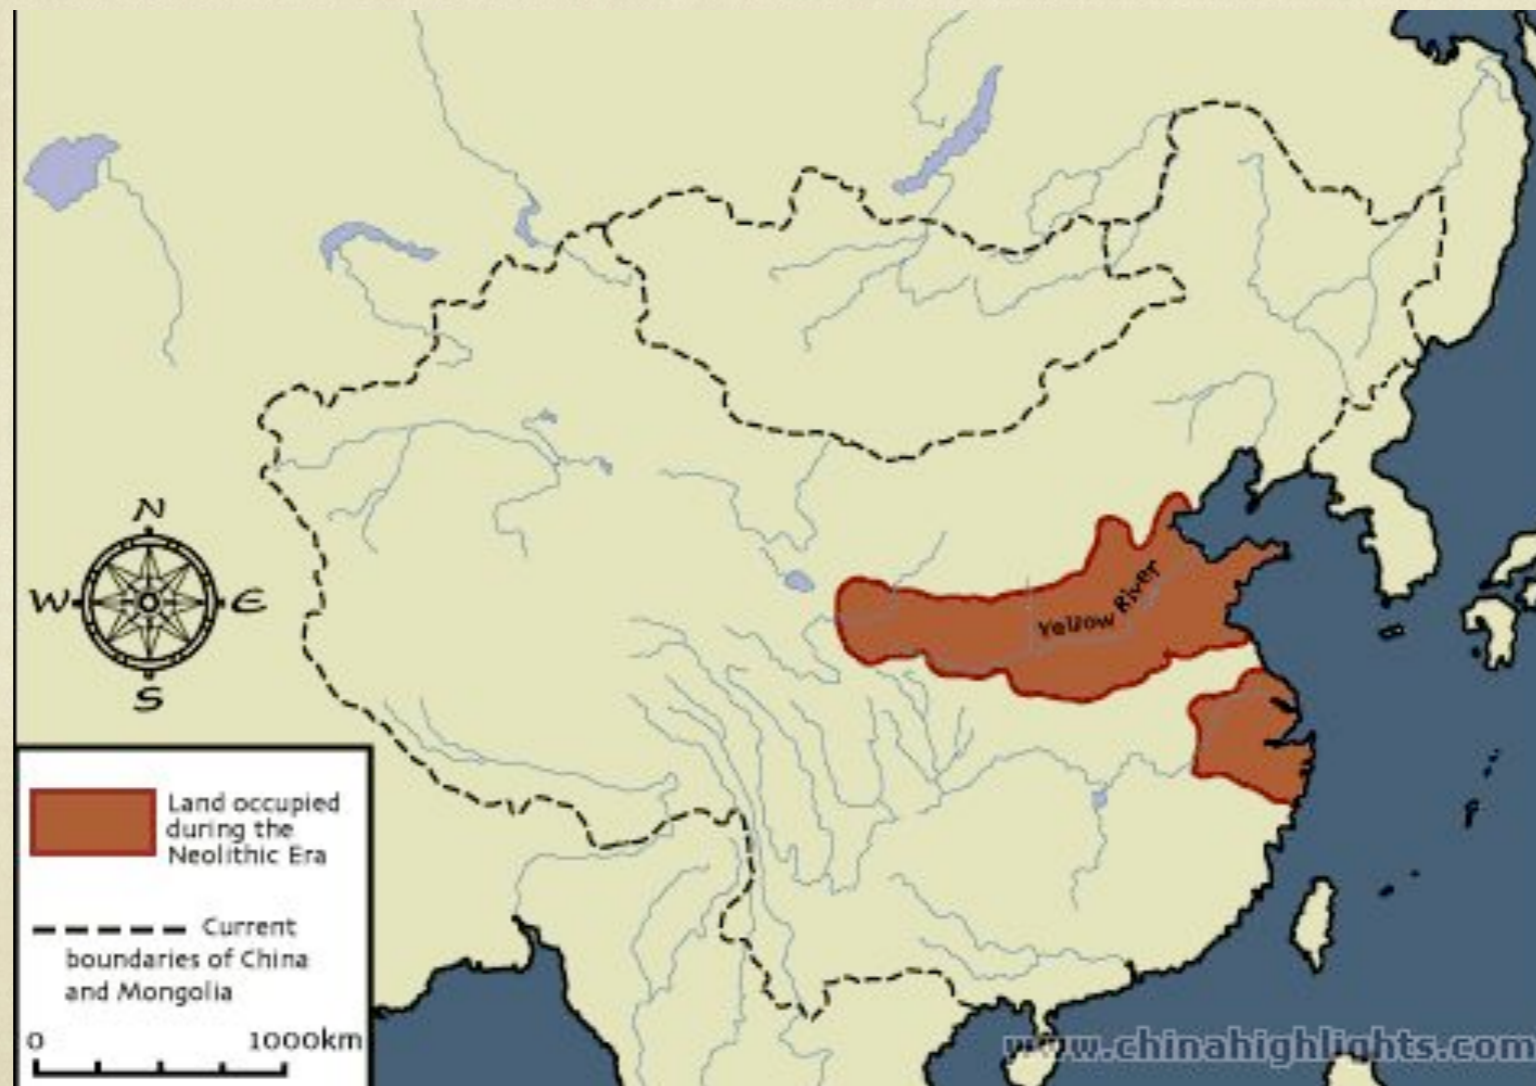 Yellow River
N
W
E
S
Land occupied
during the
Neolithic Era
Current
boundaries of China
and Mongolia
0 1000km
www.chinahighlights.com